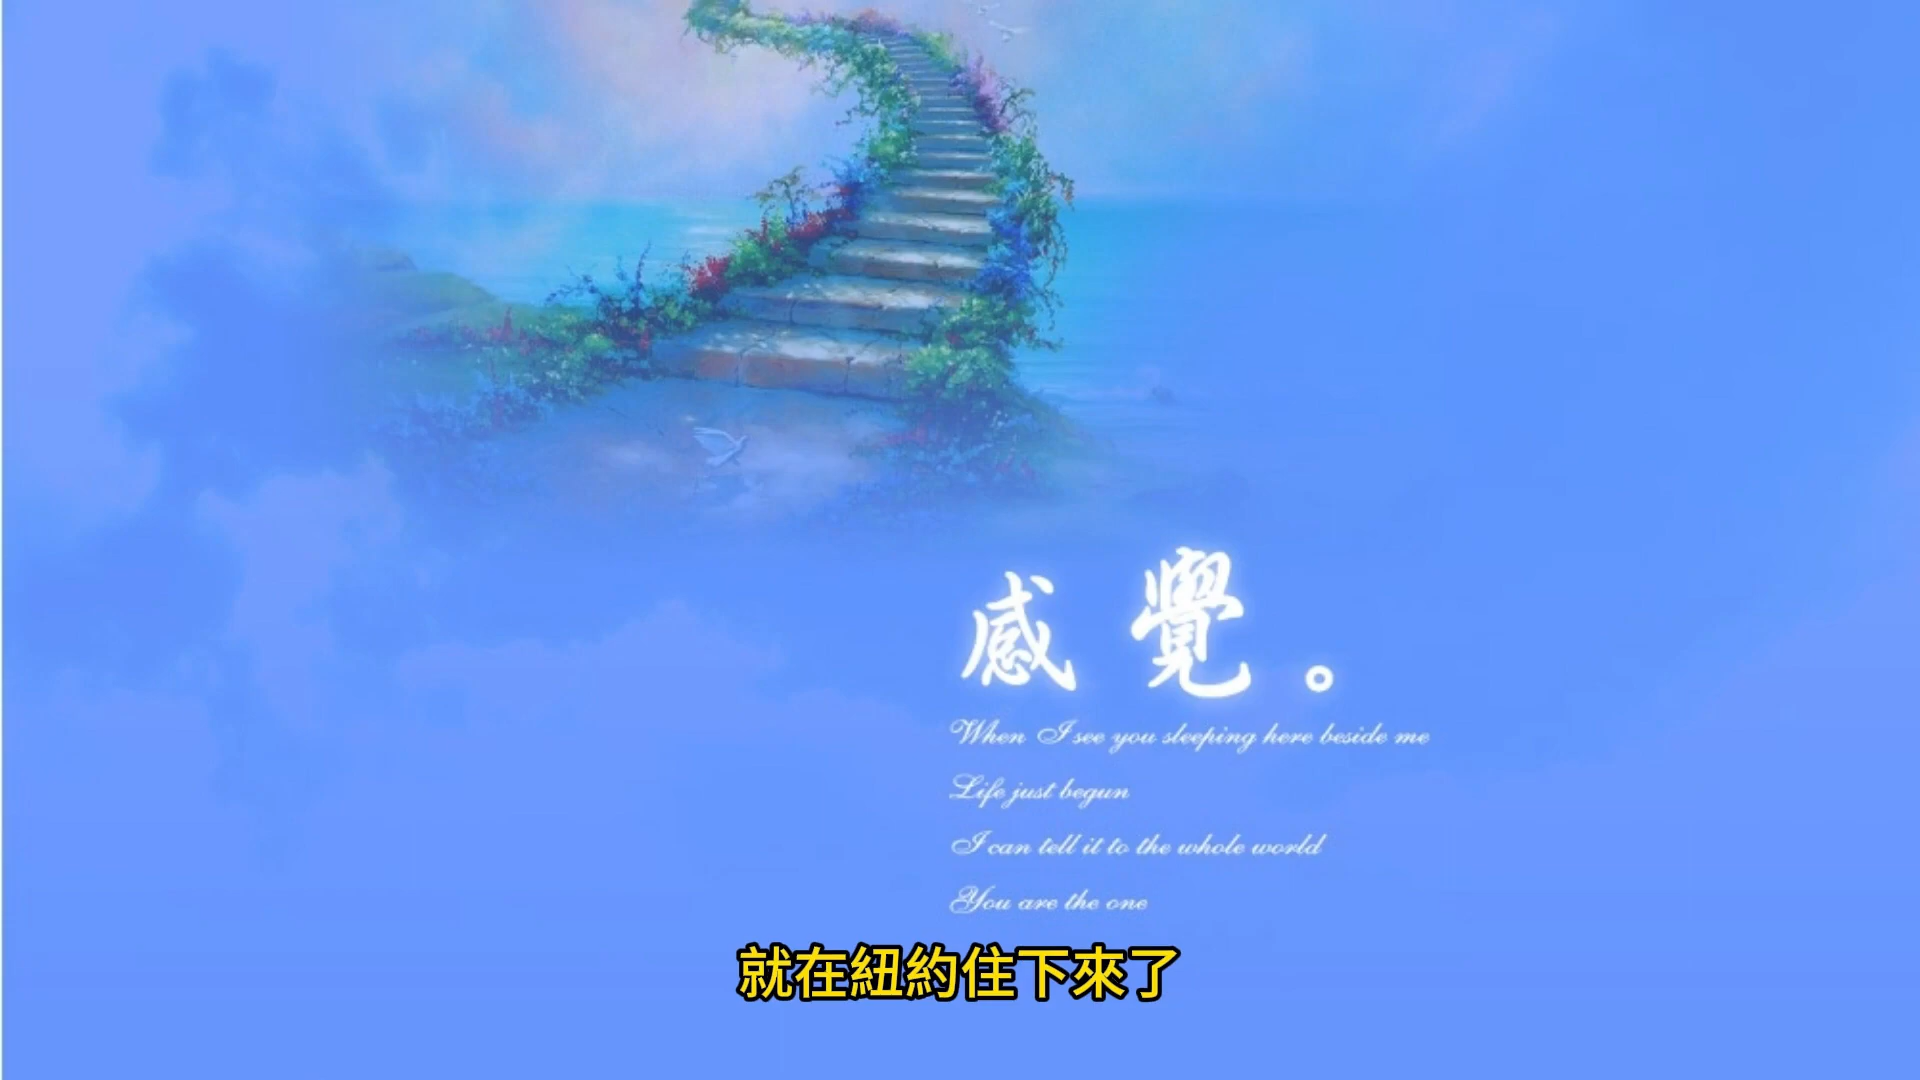 感覺。
When I see you sleeping here beside me
Life just begun
I can tell it to the whole world
You are the one
就在紐約住下來了